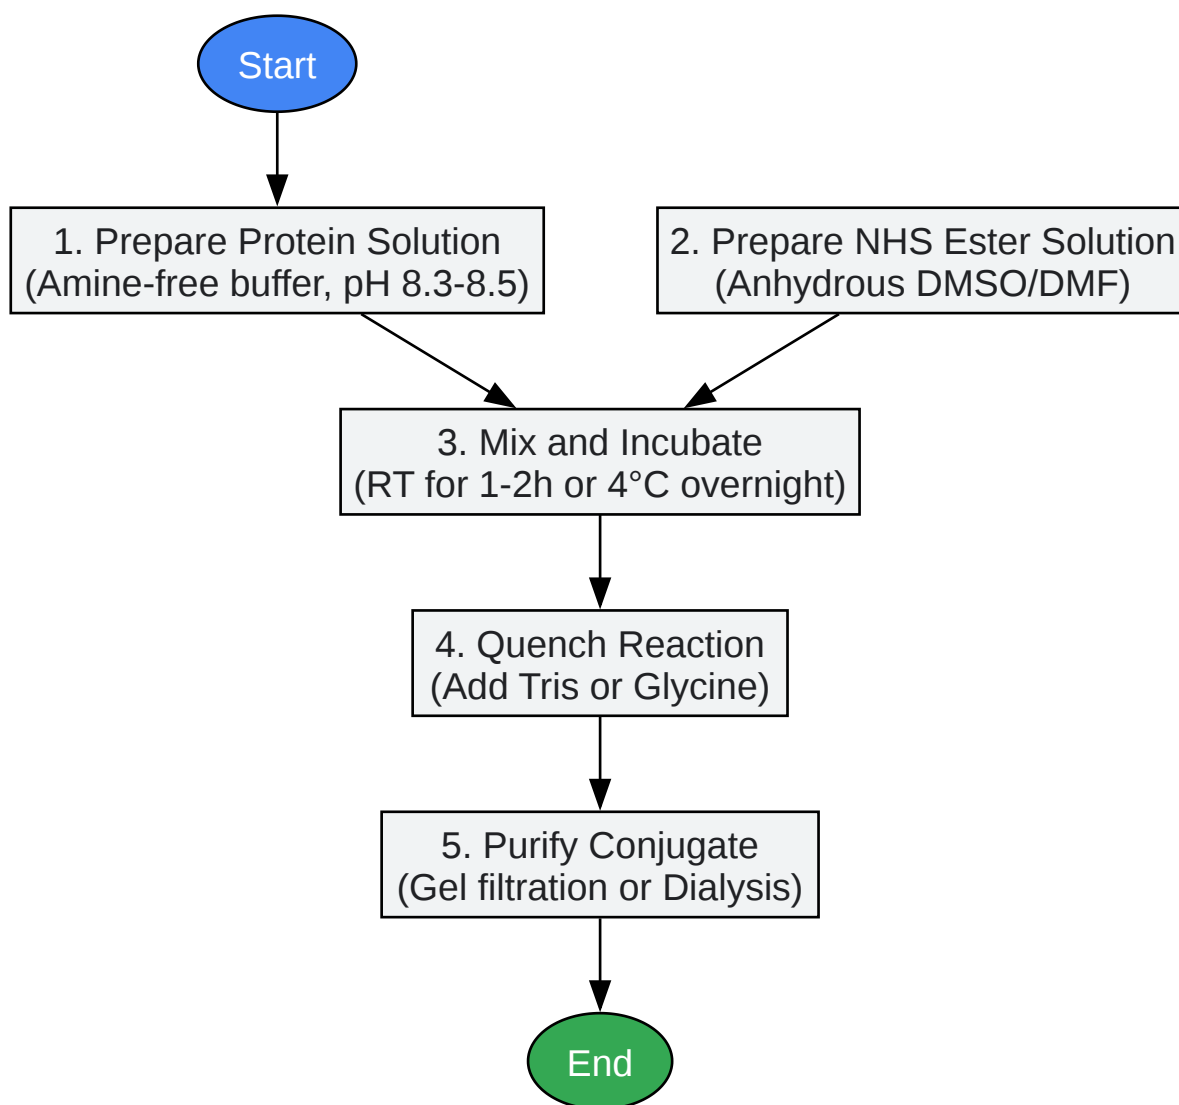 Start
1. Prepare Protein Solution
(Amine-free buffer, pH 8.3-8.5)
2. Prepare NHS Ester Solution
(Anhydrous DMSO/DMF)
3. Mix and Incubate
(RT for 1-2h or 4°C overnight)
4. Quench Reaction
(Add Tris or Glycine)
5. Purify Conjugate
(Gel filtration or Dialysis)
End